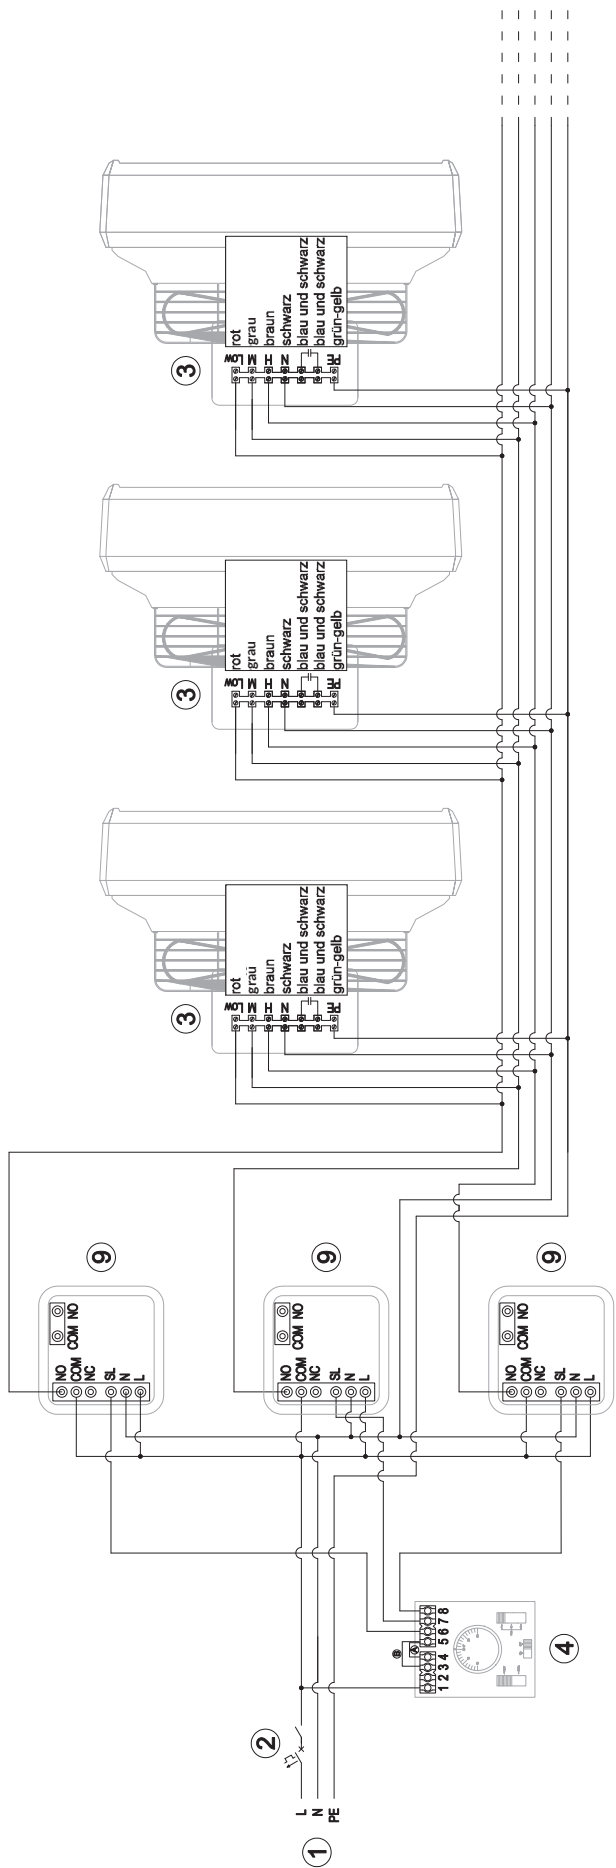 L
N
PE
1
2
1 2 3 4 5 6 7 8
A
B
4
NO
COM
NC
SL
N
L
COM NO
9
NO
COM
NC
SL
N
L
COM NO
9
NO
COM
NC
SL
N
L
COM NO
9
3
Low
M
H
N
PE
rot
grau
braun
schwarz
blau und schwarz
blau und schwarz
grün-gelb
3
Low
M
H
N
PE
rot
grau
braun
schwarz
blau und schwarz
blau und schwarz
grün-gelb
3
Low
M
H
N
PE
rot
grau
braun
schwarz
blau und schwarz
blau und schwarz
grün-gelb